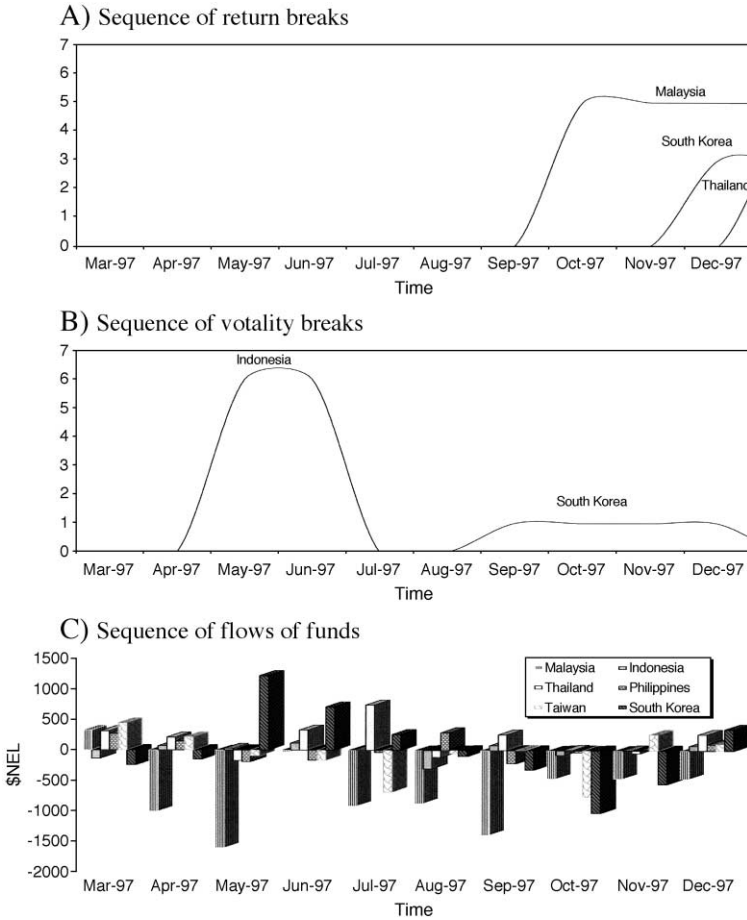 A) Sequence of return breaks
7
6
5
4
3
2
1
0
Malaysia
South Korea
Thailand
Mar-97 Apr-97 May-97 Jun-97 Jul-97 Aug-97 Sep-97 Oct-97 Nov-97 Dec-97
Time
B) Sequence of votality breaks
7
6
5
4
3
2
1
0
Indonesia
South Korea
Mar-97 Apr-97 May-97 Jun-97 Jul-97 Aug-97 Sep-97 Oct-97 Nov-97 Dec-97
Time
C) Sequence of flows of funds
$NEL
1500
1000
500
0
-500
-1000
-1500
-2000
Malaysia Indonesia
Thailand Philippines
Taiwan South Korea
Mar-97 Apr-97 May-97 Jun-97 Jul-97 Aug-97 Sep-97 Oct-97 Nov-97 Dec-97
Time